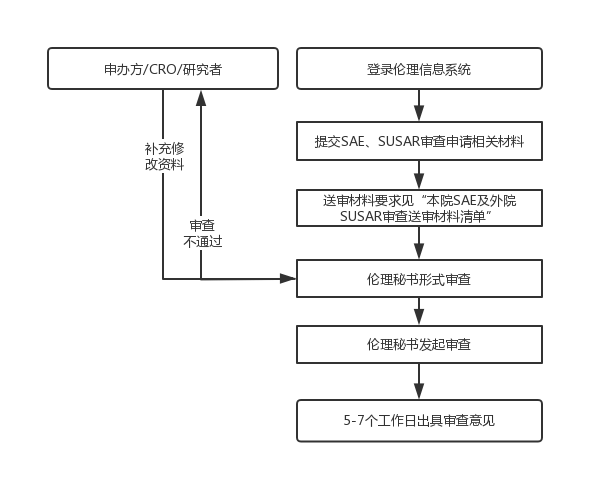 申办方/CRO/研究者
登录伦理信息系统
提交SAE、SUSAR审查申请相关材料
补充修
改资料
送审材料要求见“本院SAE及外院
SUSAR审查送审材料清单”
审查
不通过
伦理秘书形式审查
伦理秘书发起审查
5-7个工作日出具审查意见